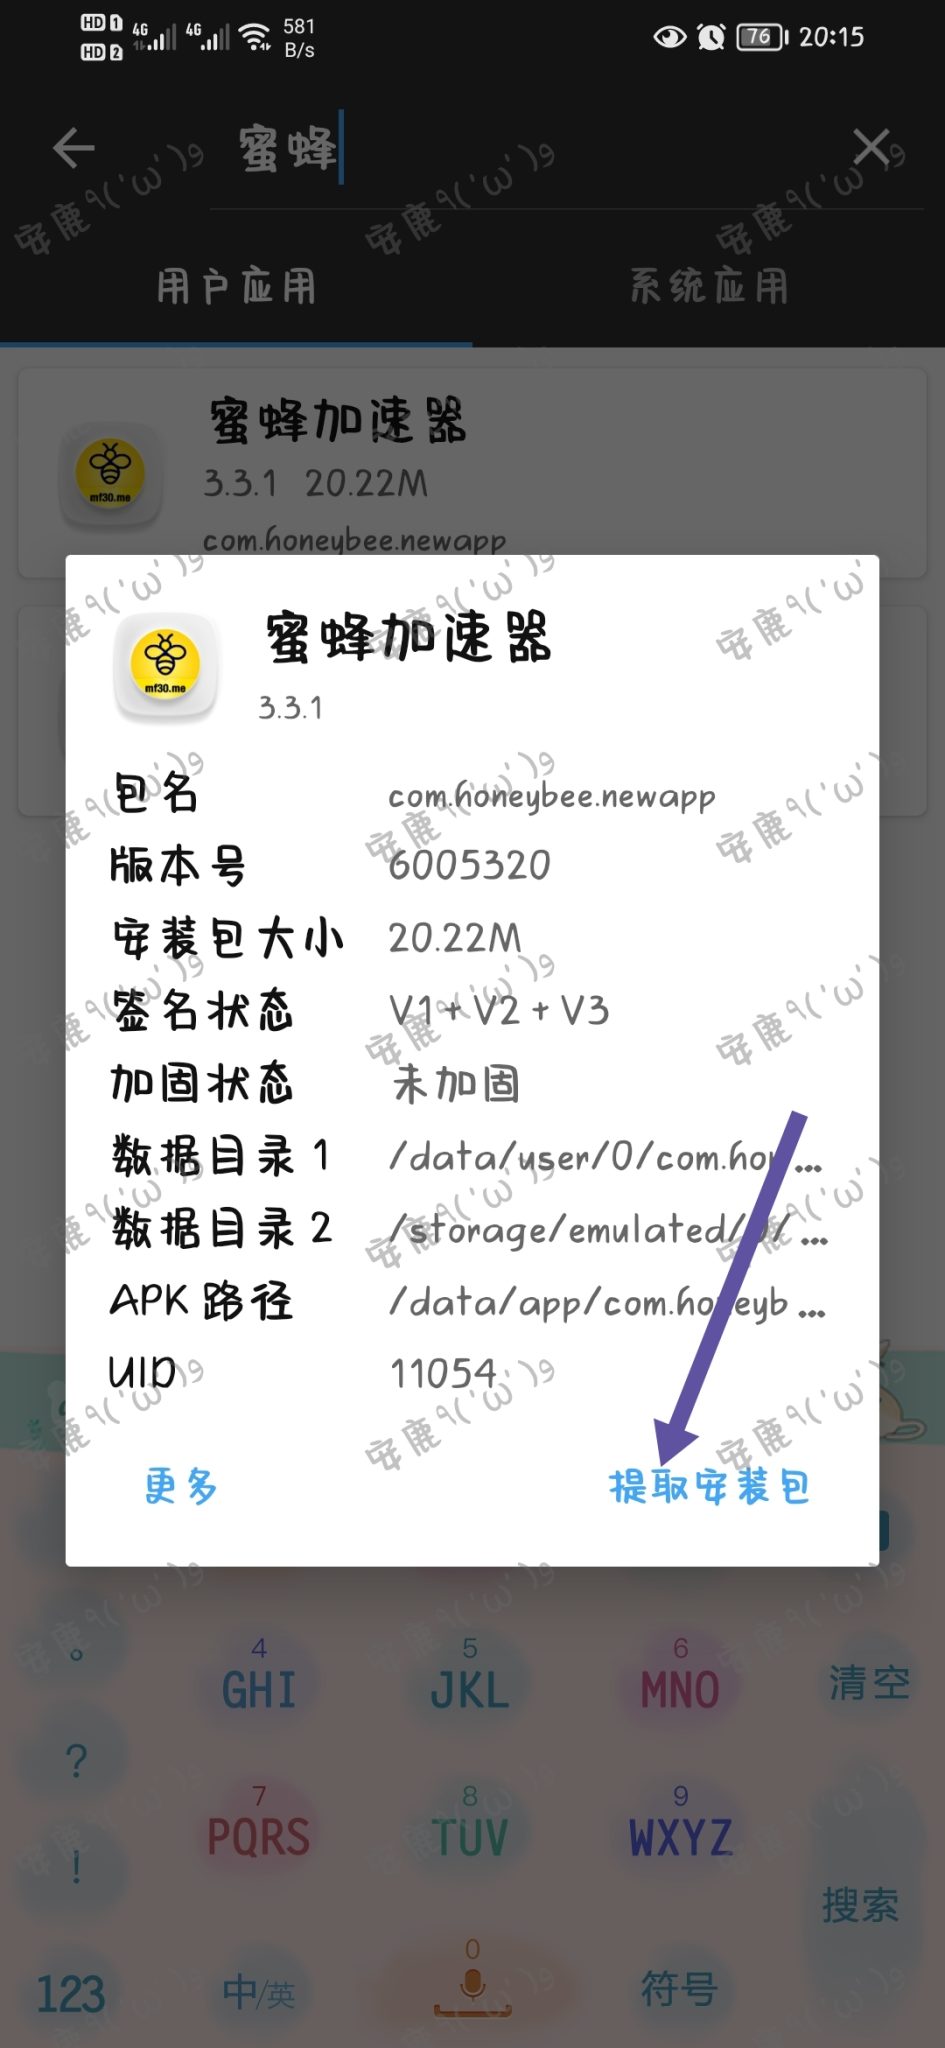 HD 1 4G 4G 581
HD 2 B/s
76 20:15
蜜蜂
用户应用 系统应用
蜜蜂加速器
3.3.1 20.22M
com.honeybee.newapp
mf30.me
蜜蜂加速器
3.3.1
mf30.me
包名 com.honeybee.newapp
版本号 6005320
安装包大小 20.22M
签名状态 V1 + V2 + V3
加固状态 未加固
数据目录1 /data/user/0/com.hon...
数据目录2 /storage/emulated/0/...
APK 路径 /data/app/com.honeyb...
UID 11054
更多 提取安装包
。 4 5 6
GHI JKL MNO 清空
?
7 8 9
PQRS TUV WXYZ
!
搜索
0
123 中/英 符号
安鹿٩('ω')و